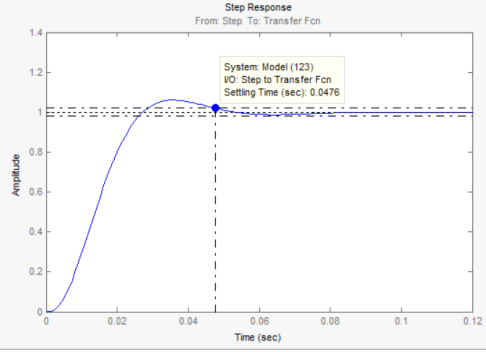 Step Response
From: Step To: Transfer Fcn
1.4
1.2
1
0.8
0.6
0.4
0.2
0
Amplitude
System: Model (123)
I/O: Step to Transfer Fcn
Settling Time (sec): 0.0476
0
0.02
0.04
0.06
0.08
0.1
0.12
Time (sec)